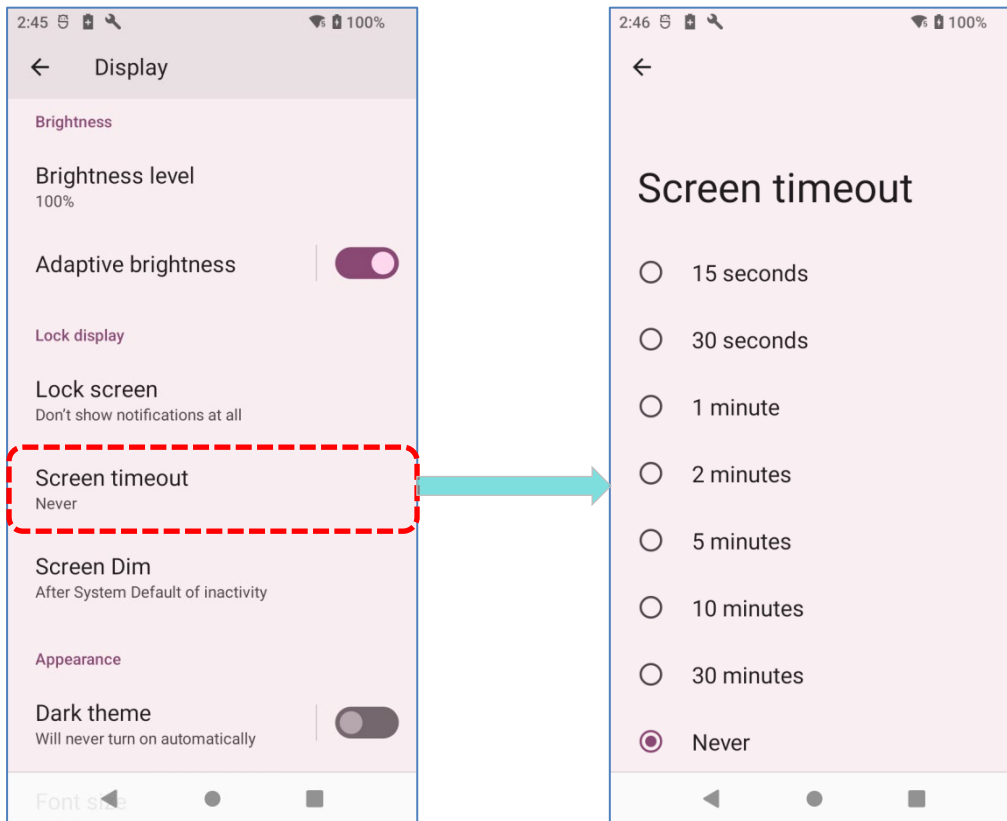 2:45 100%
Display
Brightness
Brightness level
100%
Adaptive brightness
Lock display
Lock screen
Don't show notifications at all
Screen timeout
Never
Screen Dim
After System Default of inactivity
Appearance
Dark theme
Will never turn on automatically
Font size
2:46 100%
Screen timeout
15 seconds
30 seconds
1 minute
2 minutes
5 minutes
10 minutes
30 minutes
Never